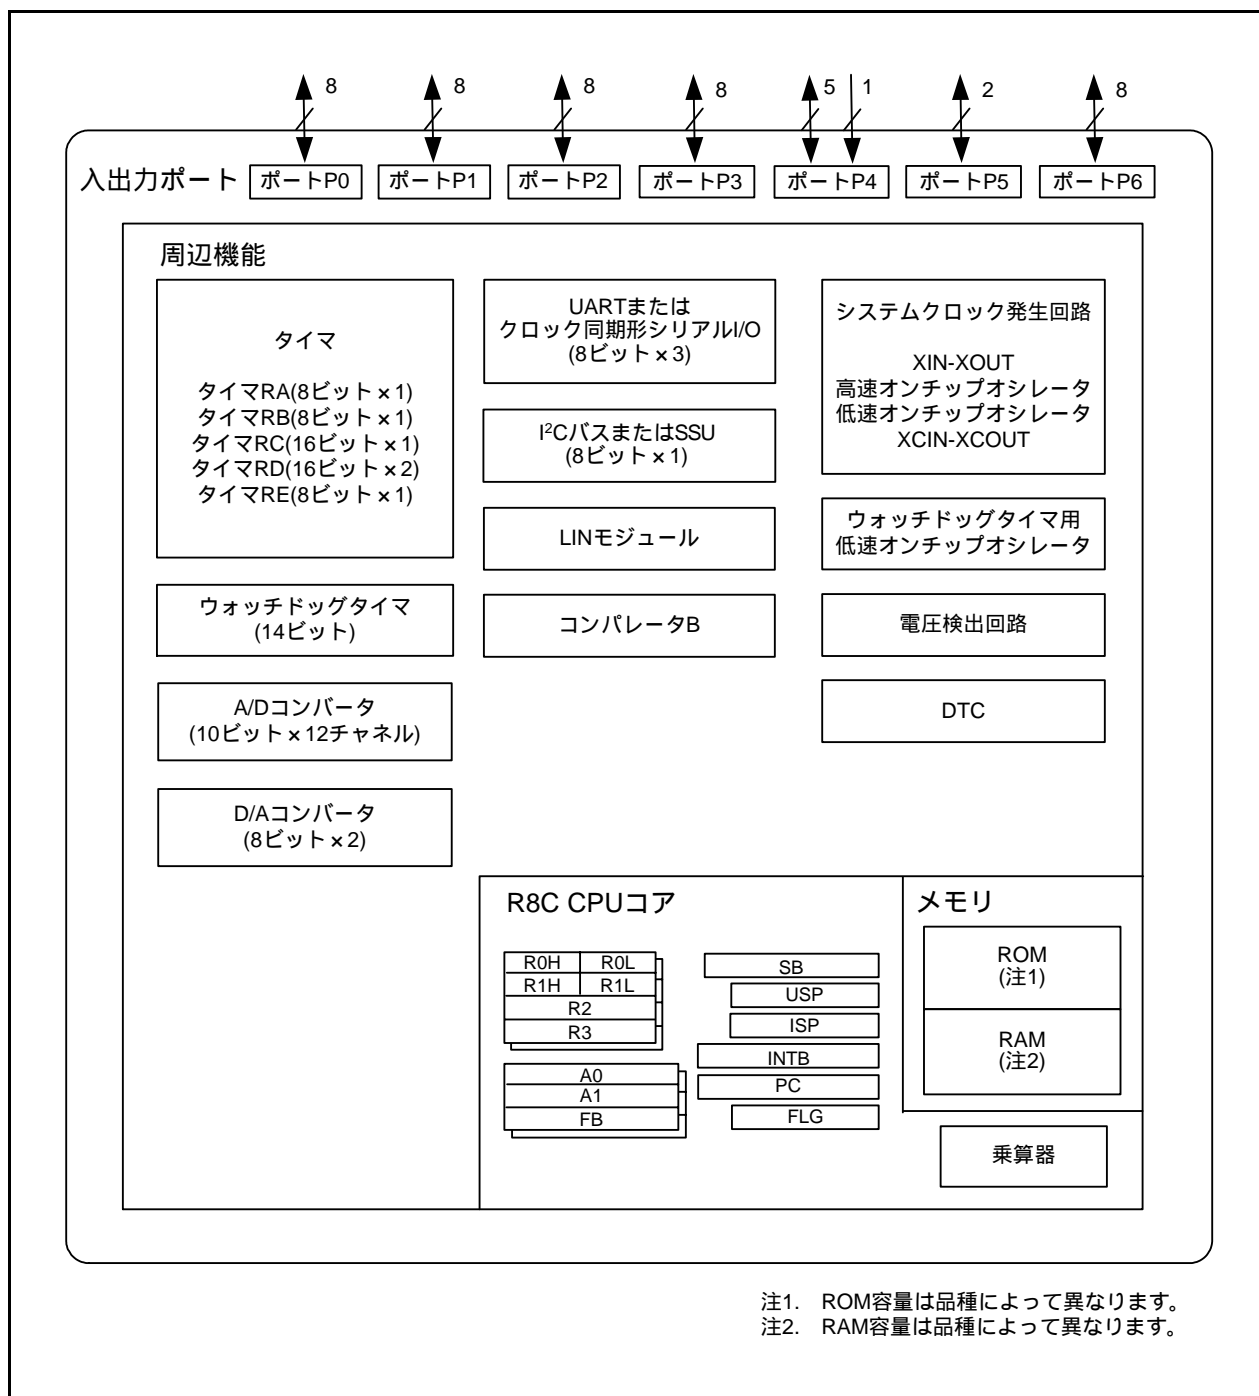 8 8 8 8 5 1 2 8
入出力ポート ポートP0 ポートP1 ポートP2 ポートP3 ポートP4 ポートP5 ポートP6
周辺機能
タイマ
タイマRA(8ビット×1)
タイマRB(8ビット×1)
タイマRC(16ビット×1)
タイマRD(16ビット×2)
タイマRE(8ビット×1)
ウォッチドッグタイマ
(14ビット)
A/Dコンバータ
(10ビット×12チャネル)
D/Aコンバータ
(8ビット×2)
UARTまたは
クロック同期形シリアルI/O
(8ビット×3)
I²CバスまたはSSU
(8ビット×1)
LINモジュール
コンパレータB
システムクロック発生回路
XIN-XOUT
高速オンチップオシレータ
低速オンチップオシレータ
XCIN-XCOUT
ウォッチドッグタイマ用
低速オンチップオシレータ
電圧検出回路
DTC
R8C CPUコア
R0H R0L
R1H R1L
R2
R3
A0
A1
FB
SB
USP
ISP
INTB
PC
FLG
メモリ
ROM
(注1)
RAM
(注2)
乗算器
注1. ROM容量は品種によって異なります。
注2. RAM容量は品種によって異なります。